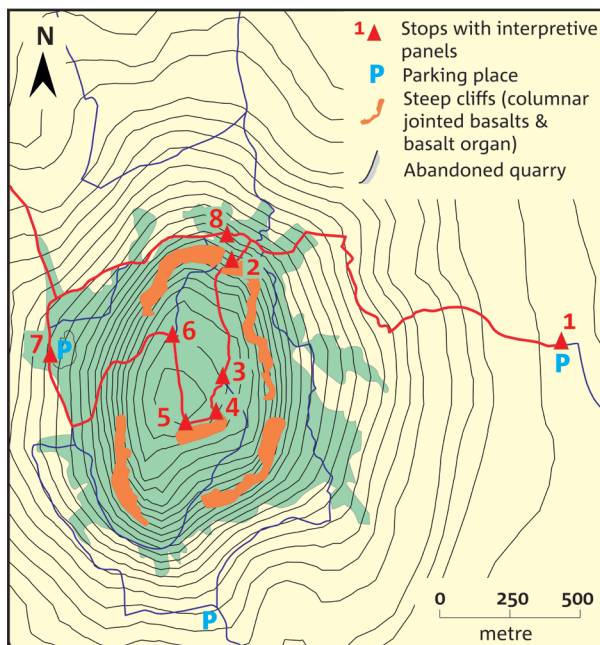 N
1 Stops with interpretive
panels
P Parking place
Steep cliffs (columnar
jointed basalts &
basalt organ)
Abandoned quarry
8
2
1
P
7 P
6
3
4
5
P
0 250 500
metre